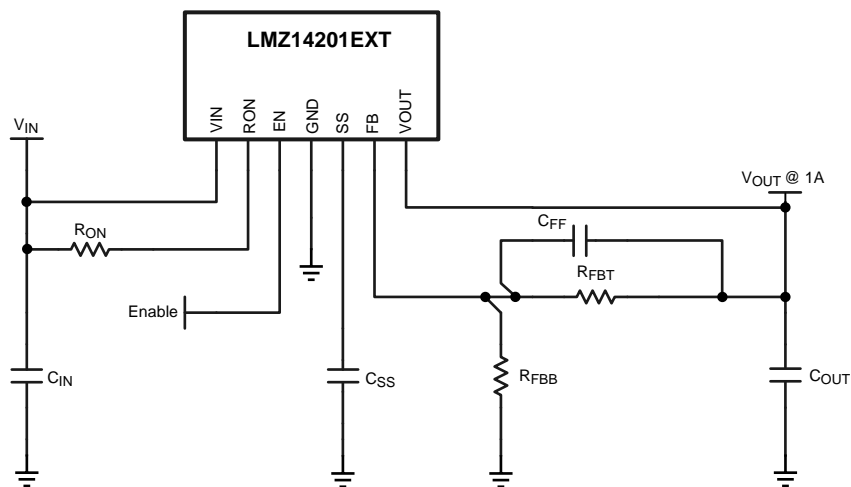 LMZ14201EXT
VIN
RON
EN
GND
SS
FB
VOUT
VIN
VOUT @ 1A
CFF
RON
RFBT
Enable
CIN
CSS
RFBB
COUT